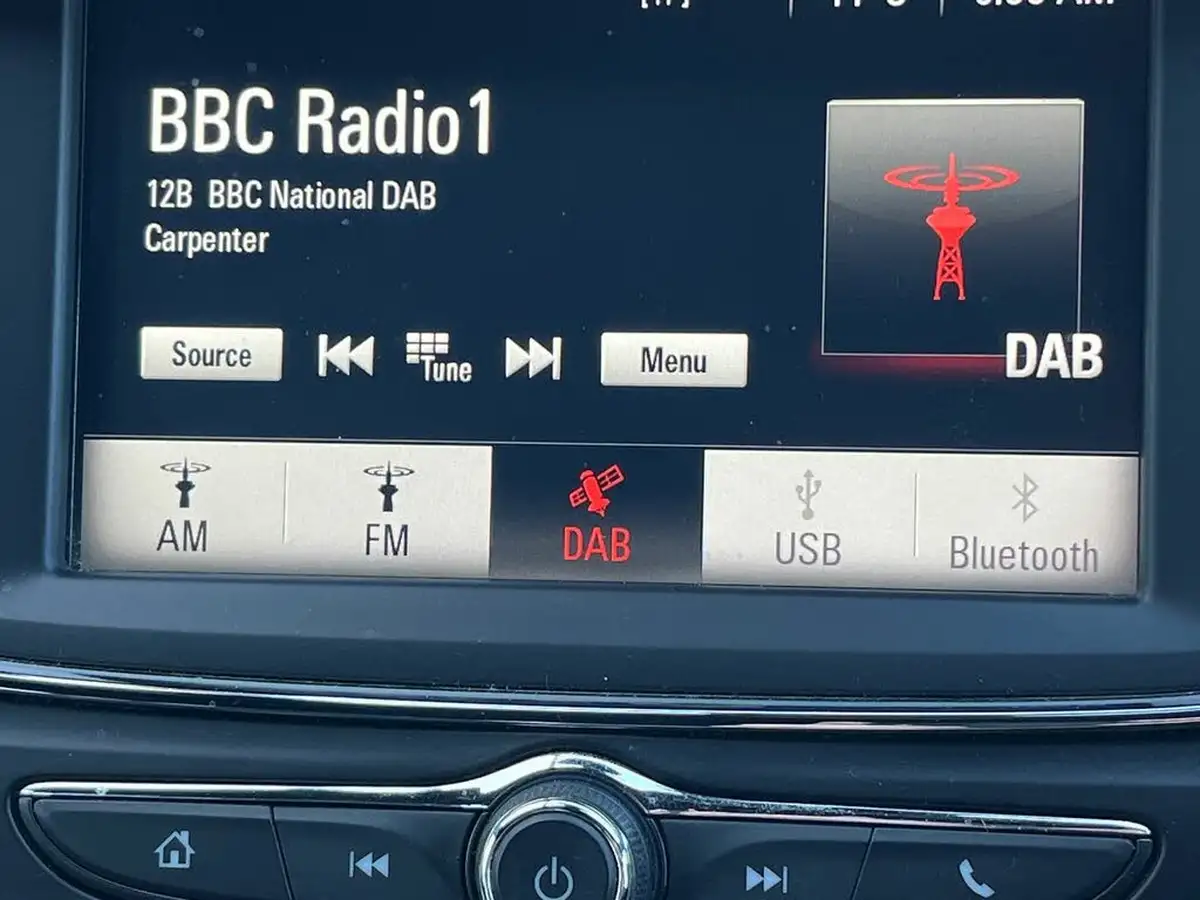 BBC Radio1
12B BBC National DAB
Carpenter
Source
Tune
Menu
DAB
AM
FM
DAB
USB
Bluetooth